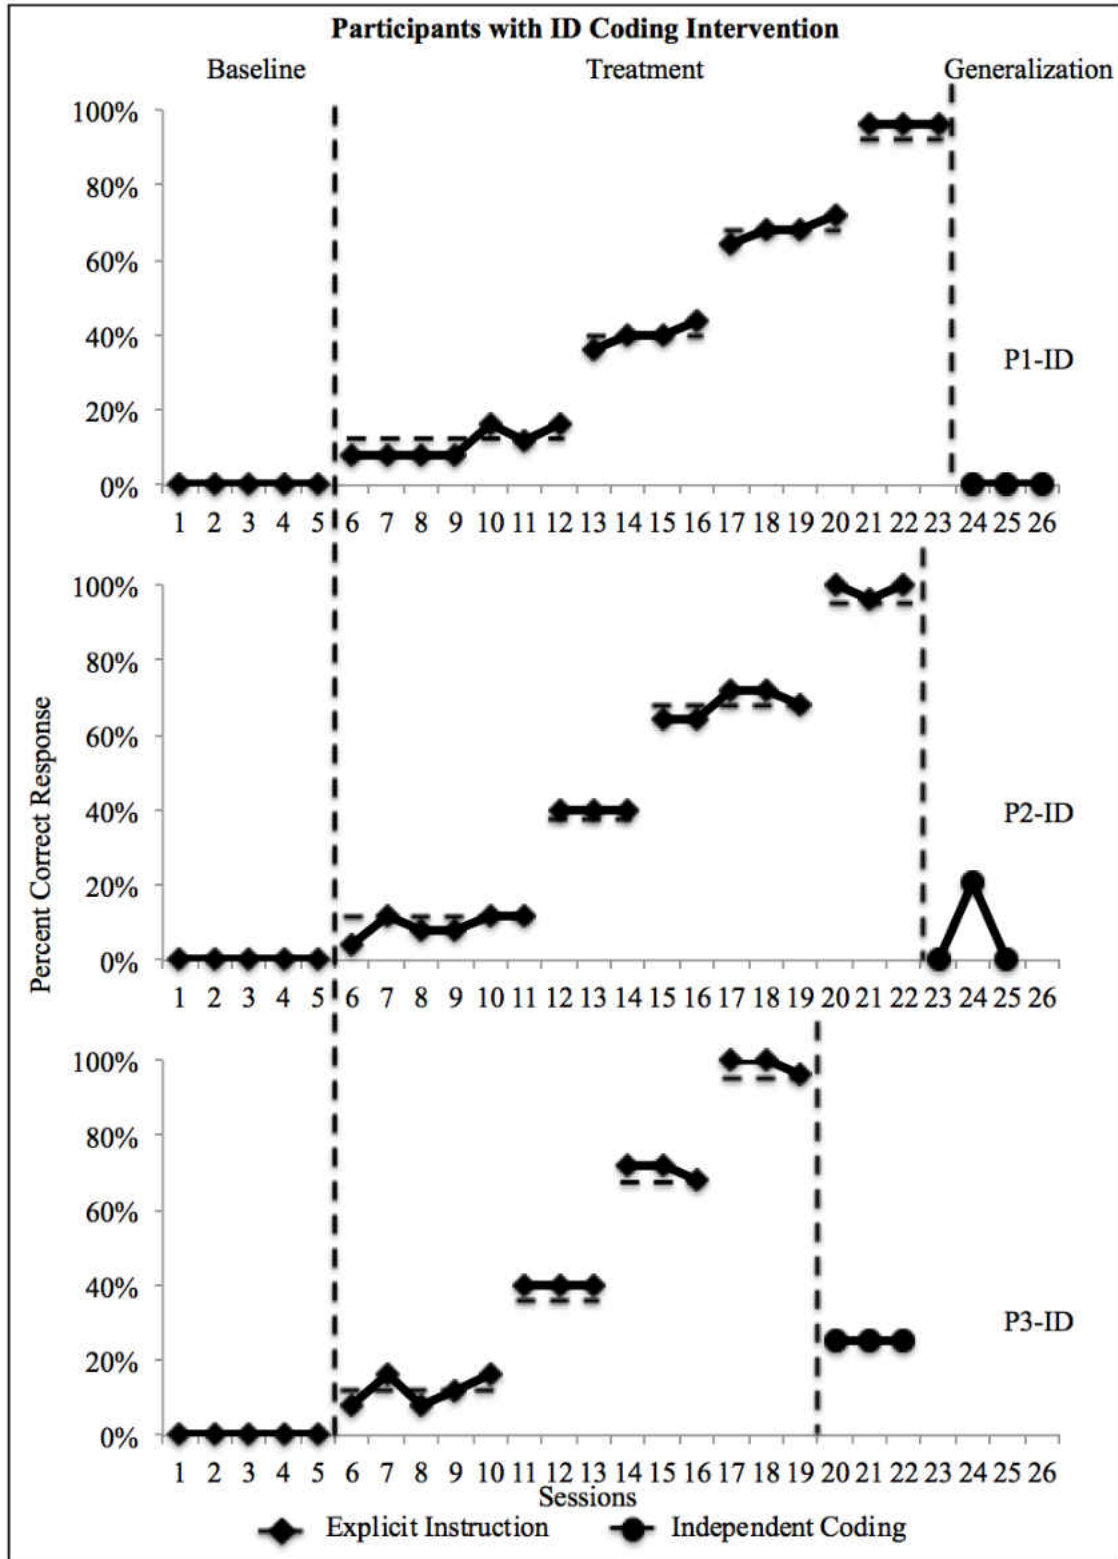 Participants with ID Coding Intervention
Baseline Treatment Generalization
100%
80%
60%
40%
20%
0%
P1-ID
1 2 3 4 5 6 7 8 9 10 11 12 13 14 15 16 17 18 19 20 21 22 23 24 25 26
Percent Correct Response
100%
80%
60%
40%
20%
0%
P2-ID
1 2 3 4 5 6 7 8 9 10 11 12 13 14 15 16 17 18 19 20 21 22 23 24 25 26
100%
80%
60%
40%
20%
0%
P3-ID
1 2 3 4 5 6 7 8 9 10 11 12 13 14 15 16 17 18 19 20 21 22 23 24 25 26
Sessions
Explicit Instruction Independent Coding